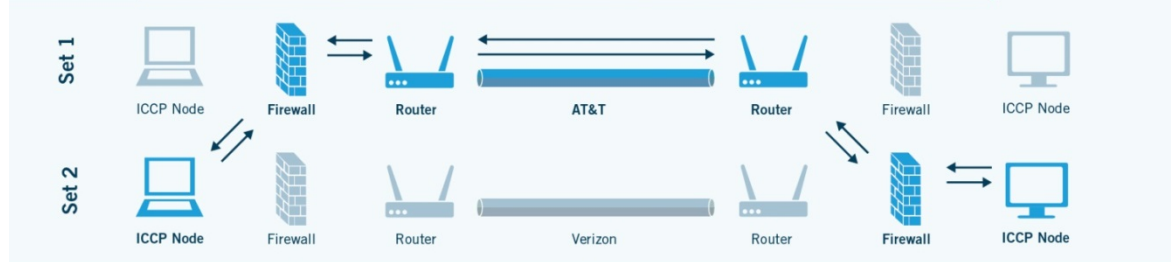 Set 1
ICCP Node
Firewall
Router
AT&T
Router
Firewall
ICCP Node
Set 2
ICCP Node
Firewall
Router
Verizon
Router
Firewall
ICCP Node